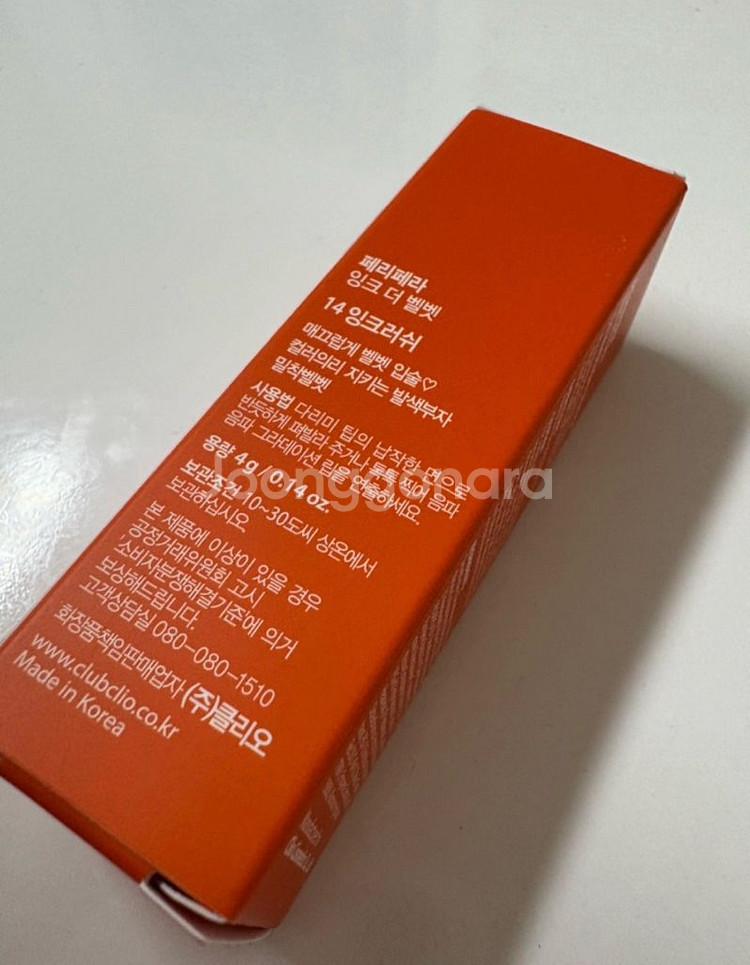 페리페라
잉크 더 벨벳
14 잉크러쉬
매끄럽게 벨벳 입술♡
컬러의리 지키는 발색부자
밀착벨벳
사용법 다리미 팁의 납작한 면으로
반듯하게 펴발라 주거나 톡톡 찍어 음파
음파 그라데이션 립을 연출하세요.
용량 4g / 0.14 oz.
보관조건 10~30도씨 상온에서
보관하십시오.
본 제품에 이상이 있을 경우
공정거래위원회 고시
소비자분쟁해결기준에 의거
보상해드립니다.
고객상담실 080-080-1510
화장품책임판매업자 (주)클리오
www.clubclio.co.kr
Made in Korea
Joonggonara